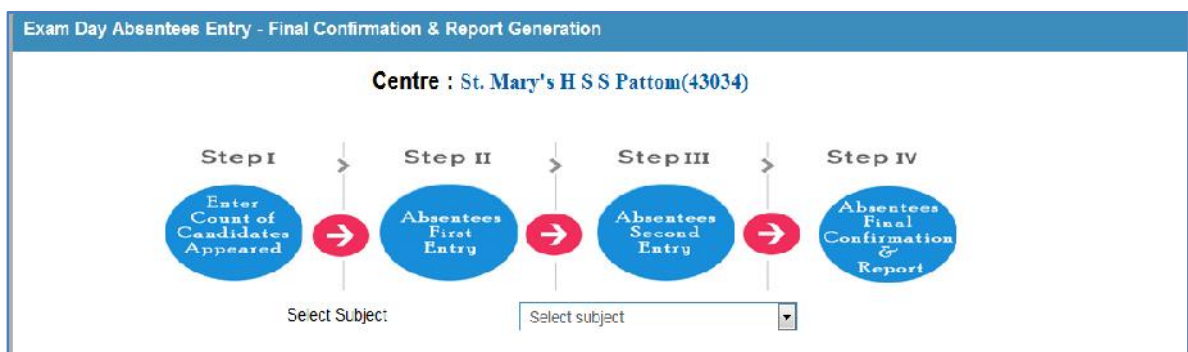 Exam Day Absentees Entry - Final Confirmation & Report Generation
Centre : St. Mary's H S S Pattom(43034)
Step I > Step II > Step III > Step IV
Enter
Count of
Candidates
Appeared
Absentees
First
Entry
Absentees
Second
Entry
Absentees
Final
Confirmation
&
Report
Select Subject Select subject